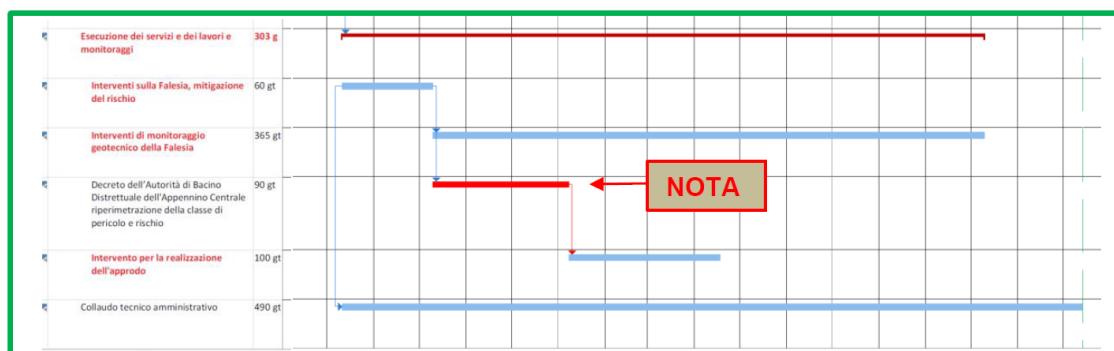 Esecuzione dei servizi e dei lavori e 303 g
monitoraggi
Interventi sulla Falesia, mitigazione 60 gt
del rischio
Interventi di monitoraggio 365 gt
geotecnico della Falesia
Decreto dell'Autorità di Bacino 90 gt
Distrettuale dell'Appennino Centrale
riperimetrazione della classe di
pericolo e rischio
NOTA
Intervento per la realizzazione 100 gt
dell'approdo
Collaudo tecnico amministrativo 490 gt